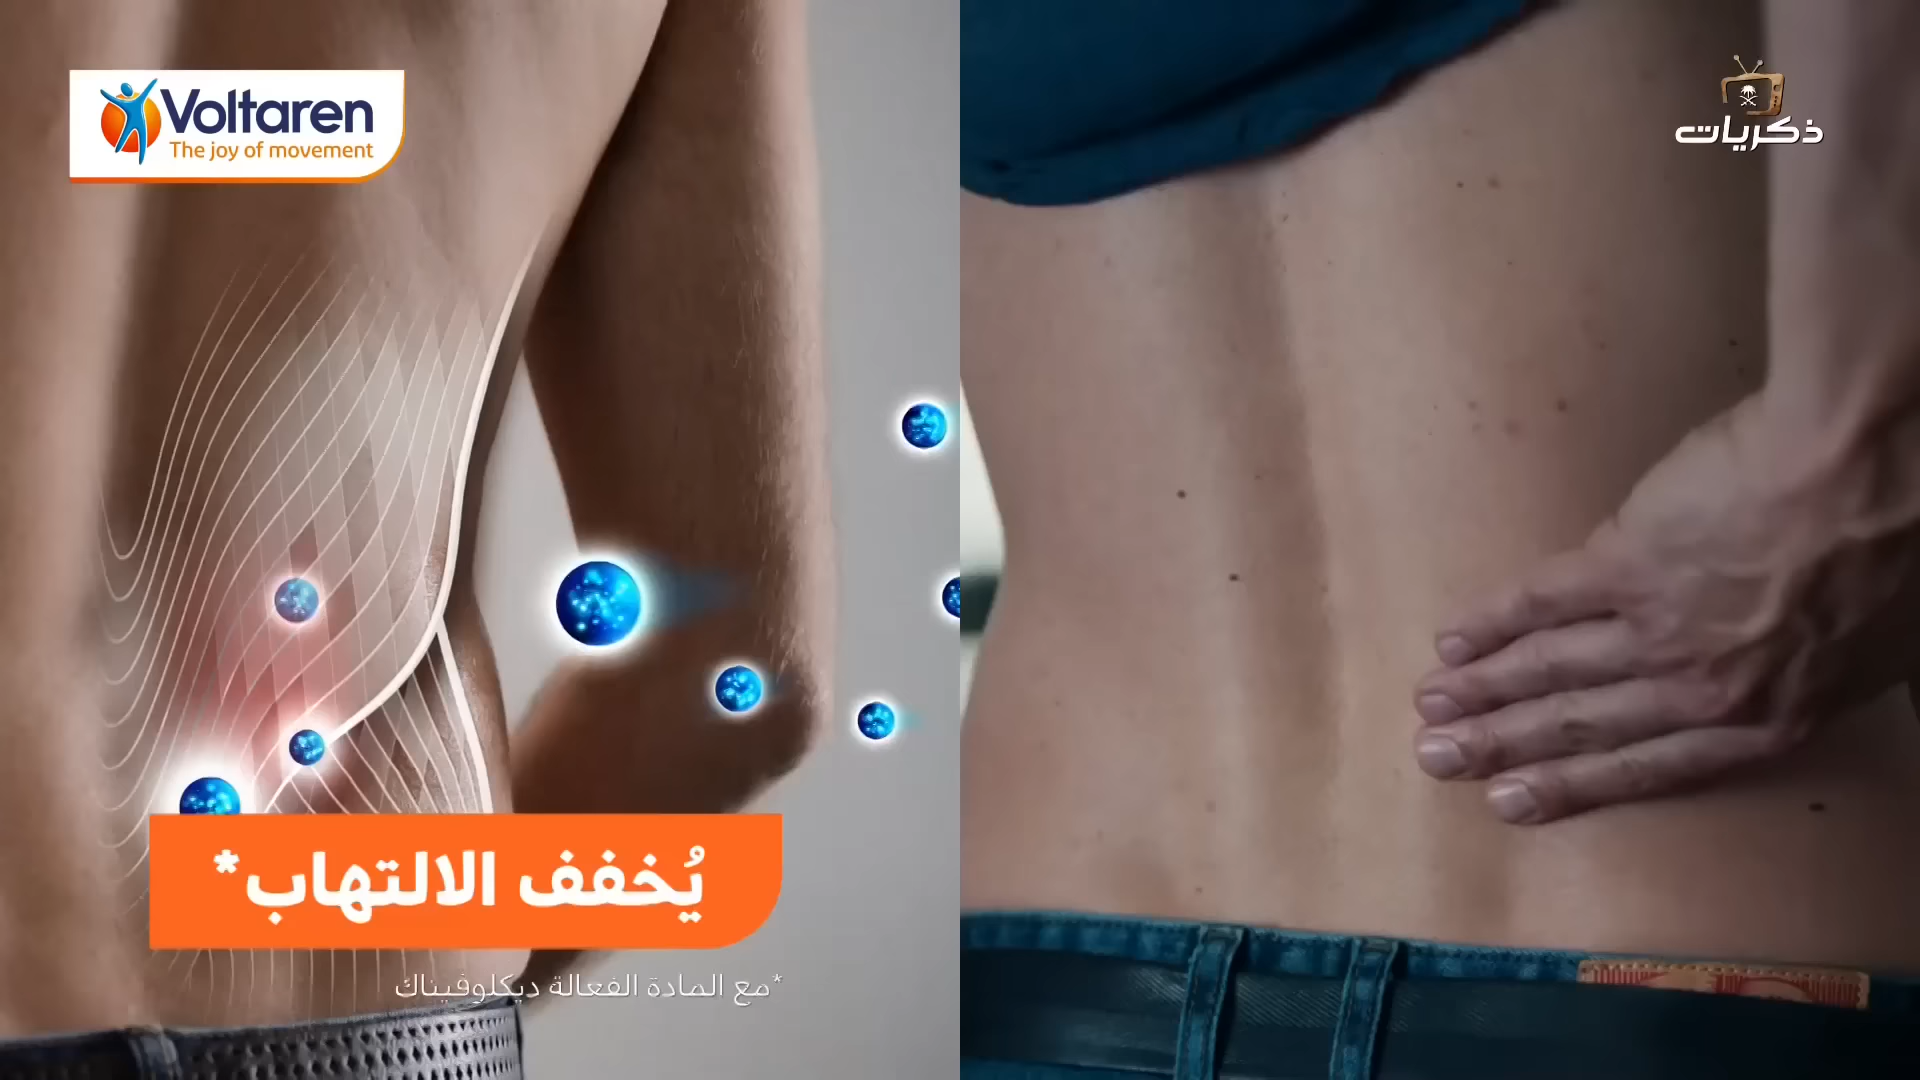 Voltaren
The joy of movement
ذكريات
يُخفف الالتهاب*
*مع المادة الفعالة ديكلوفيناك